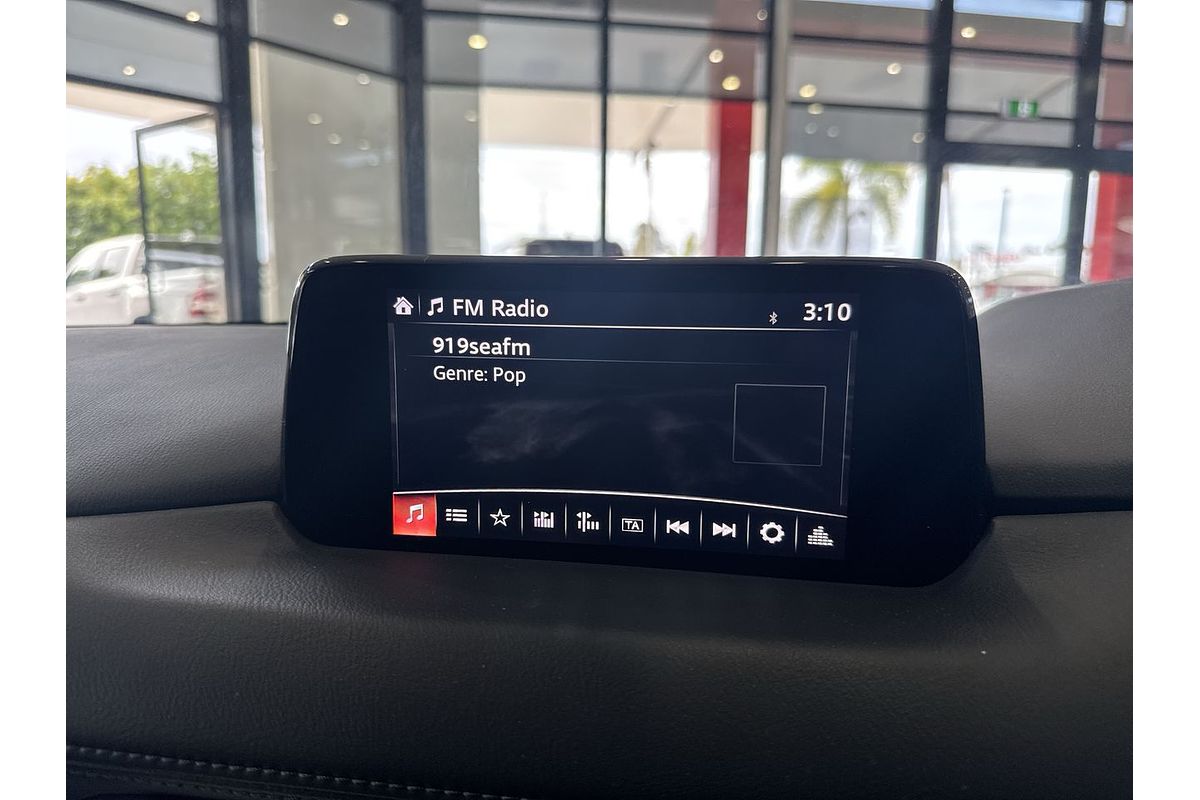 FM Radio
3:10
919seafm
Genre: Pop
TA